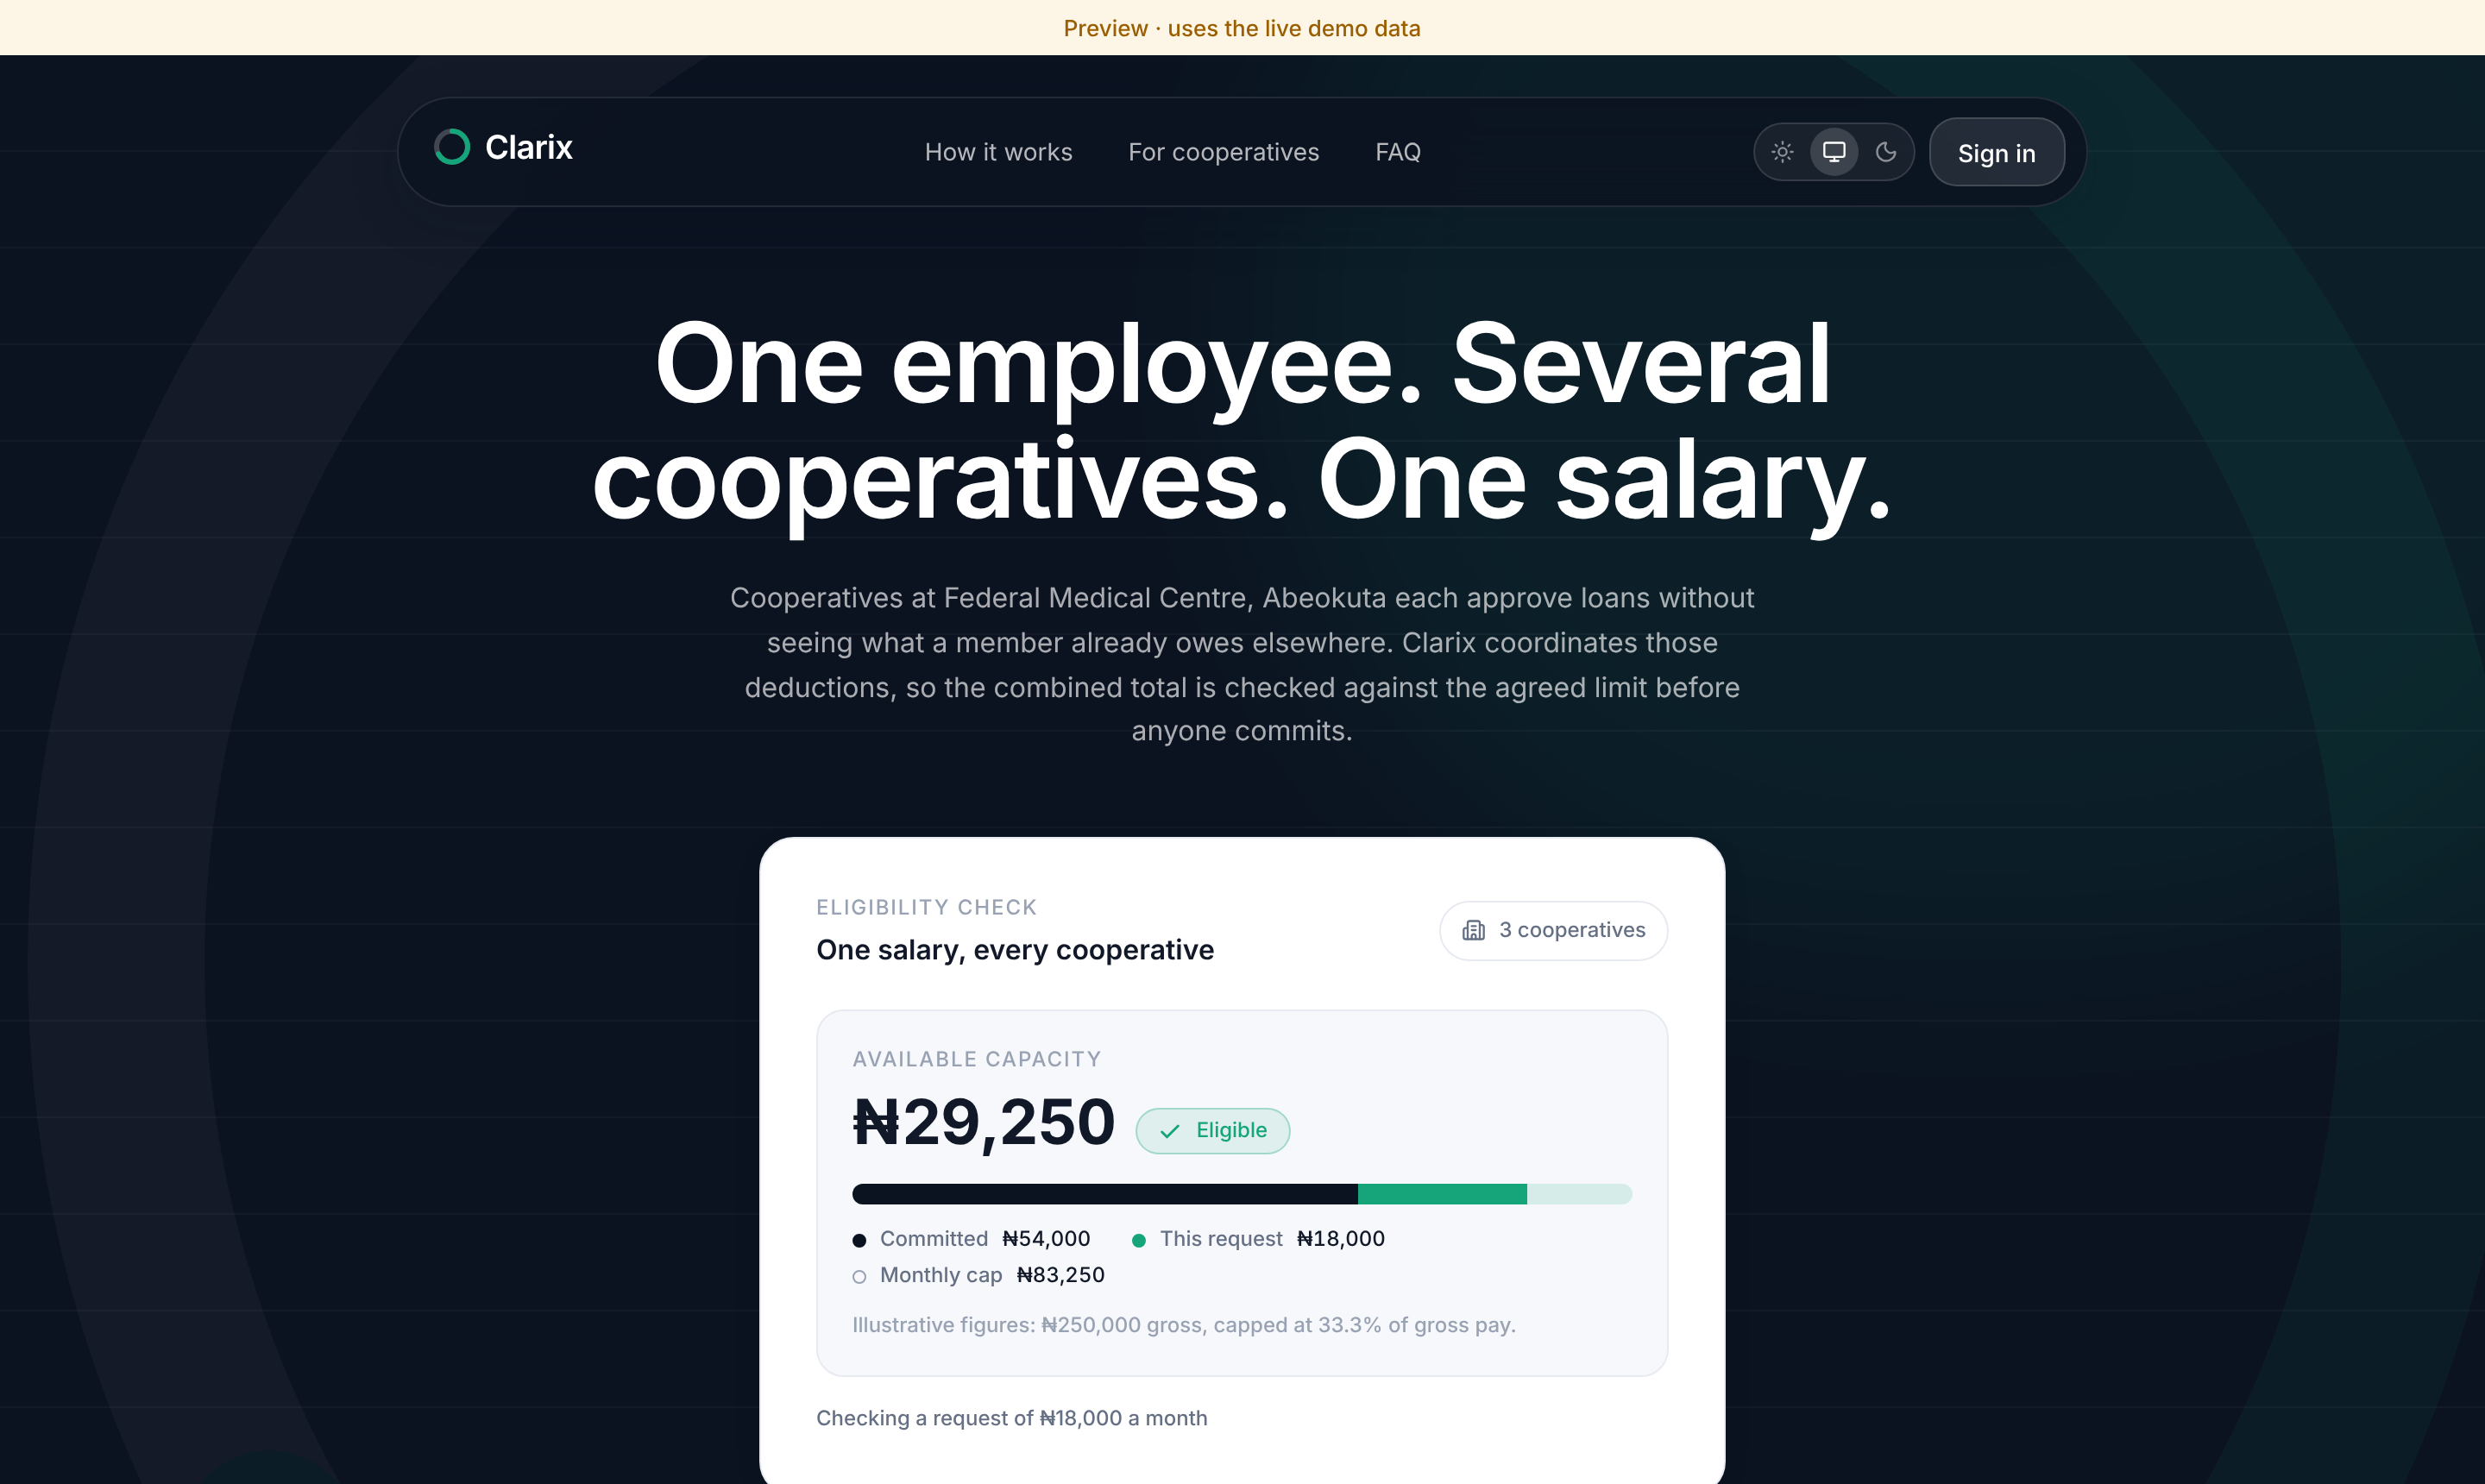 Preview · uses the live demo data
Clarix
How it works
For cooperatives
FAQ
Sign in
One employee. Several
cooperatives. One salary.
Cooperatives at Federal Medical Centre, Abeokuta each approve loans without
seeing what a member already owes elsewhere. Clarix coordinates those
deductions, so the combined total is checked against the agreed limit before
anyone commits.
ELIGIBILITY CHECK
One salary, every cooperative
3 cooperatives
AVAILABLE CAPACITY
₦29,250
Eligible
Committed ₦54,000
This request ₦18,000
Monthly cap ₦83,250
Illustrative figures: ₦250,000 gross, capped at 33.3% of gross pay.
Checking a request of ₦18,000 a month